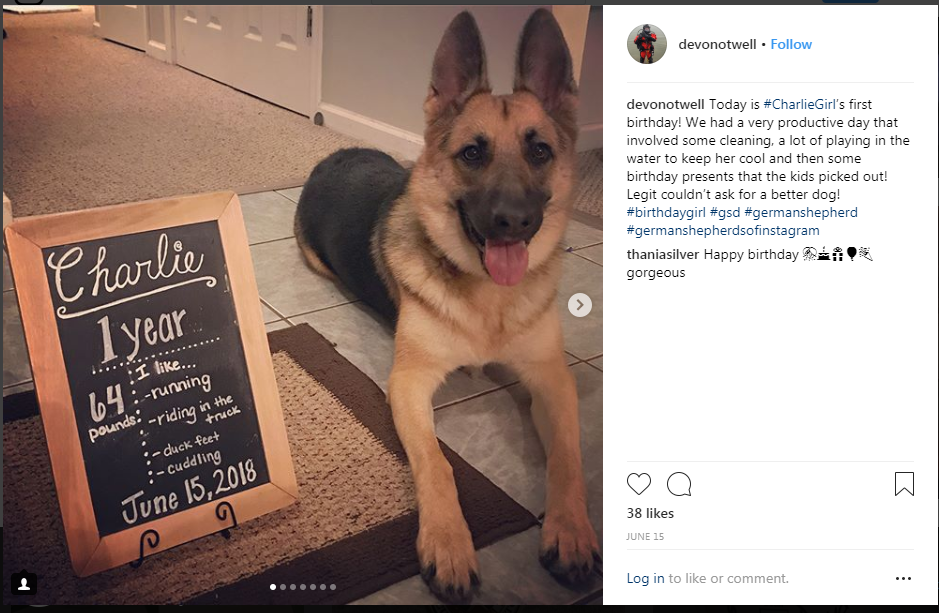 Charlie
1 year
64
pounds
I like...
-running
-riding in the
truck
-duck feet
-cuddling
June 15, 2018
devonotwell • Follow
devonotwell Today is #CharlieGirl's first
birthday! We had a very productive day that
involved some cleaning, a lot of playing in the
water to keep her cool and then some
birthday presents that the kids picked out!
Legit couldn't ask for a better dog!
#birthdaygirl #gsd #germanshepherd
#germanshepherdsofinstagram
thaniasilver Happy birthday
gorgeous
38 likes
JUNE 15
Log in to like or comment.